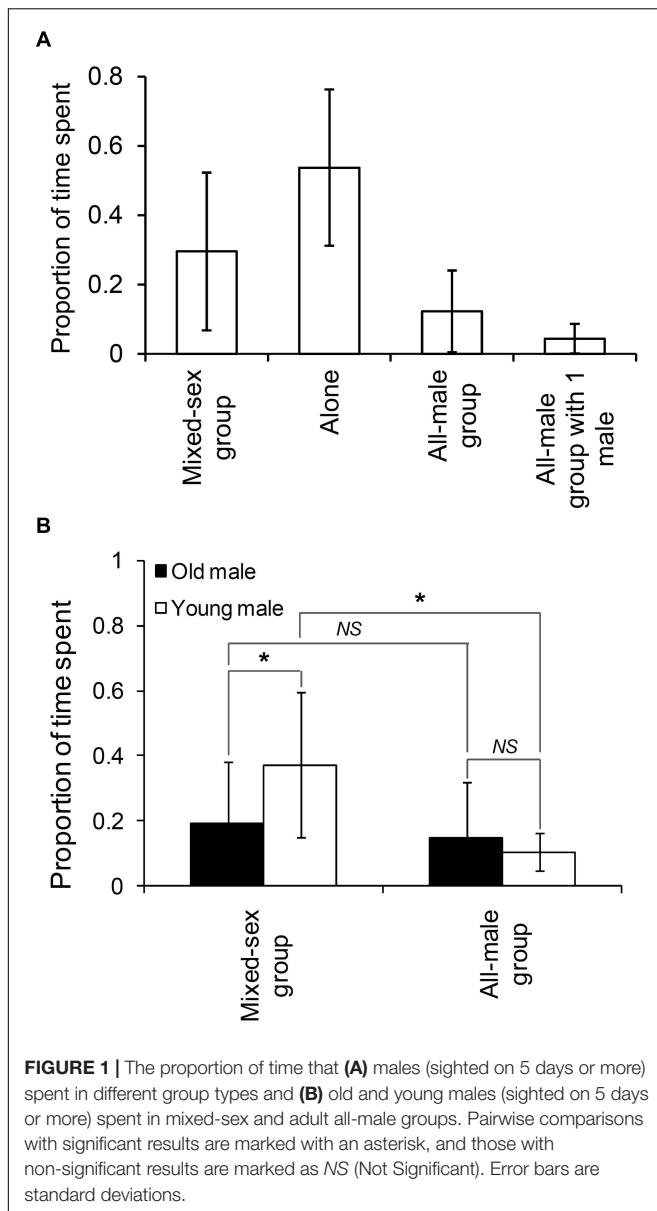 A
Proportion of time spent
0.8
0.6
0.4
0.2
0
Mixed-sex
group
Alone
All-male
group
All-male
group with 1
male
B
Proportion of time spent
1
0.8
0.6
0.4
0.2
0
Old male
Young male
*
NS
*
NS
Mixed-sex
group
All-male
group
FIGURE 1 | The proportion of time that (A) males (sighted on 5 days or more)
spent in different group types and (B) old and young males (sighted on 5 days
or more) spent in mixed-sex and adult all-male groups. Pairwise comparisons
with significant results are marked with an asterisk, and those with
non-significant results are marked as NS (Not Significant). Error bars are
standard deviations.